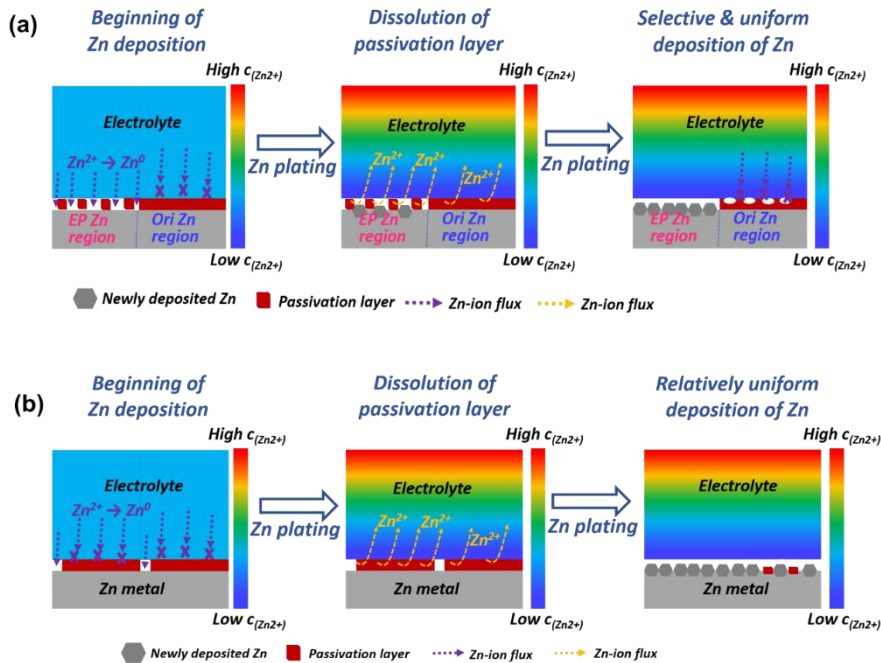 (a)
Beginning of
Zn deposition
Dissolution of
passivation layer
Selective & uniform
deposition of Zn
High c(Zn2+)
High c(Zn2+)
High c(Zn2+)
Electrolyte
Electrolyte
Electrolyte
Zn²⁺ → Zn⁰
Zn²⁺ Zn²⁺
Zn²⁺
Zn plating
Zn plating
EP Zn
region
Ori Zn
region
EP Zn
region
Ori Zn
region
EP Zn
region
Ori Zn
region
Low c(Zn2+)
Low c(Zn2+)
Low c(Zn2+)
Newly deposited Zn
Passivation layer
Zn-ion flux
Zn-ion flux
(b)
Beginning of
Zn deposition
Dissolution of
passivation layer
Relatively uniform
deposition of Zn
High c(Zn2+)
High c(Zn2+)
High c(Zn2+)
Electrolyte
Electrolyte
Electrolyte
Zn²⁺ → Zn⁰
Zn²⁺ Zn²⁺
Zn²⁺
Zn plating
Zn plating
Zn metal
Zn metal
Zn metal
Low c(Zn2+)
Low c(Zn2+)
Low c(Zn2+)
Newly deposited Zn
Passivation layer
Zn-ion flux
Zn-ion flux